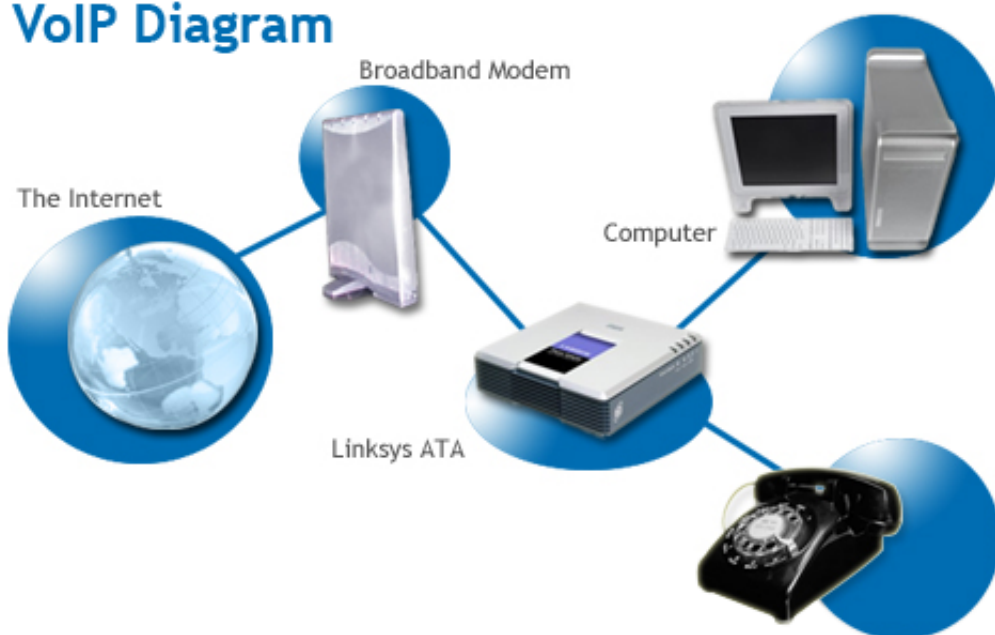 VoIP Diagram
Broadband Modem
The Internet
Computer
Linksys ATA